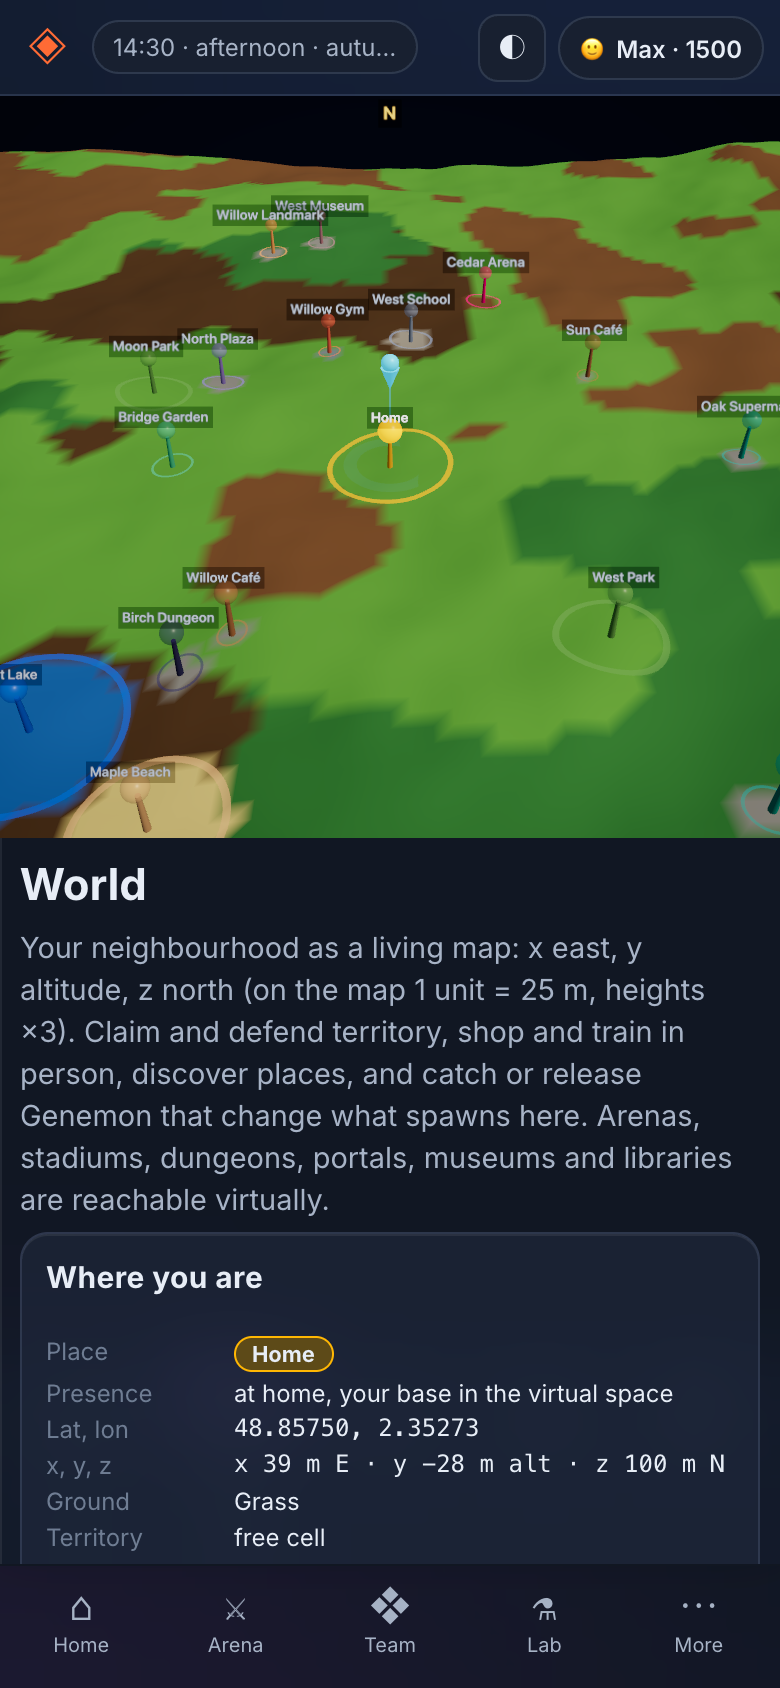 14:30 · afternoon · autu...
Max · 1500
N
West Museum
Willow Landmark
Cedar Arena
West School
Willow Gym
Sun Café
North Plaza
Moon Park
Oak Superma
Bridge Garden
Home
Willow Café
West Park
Birch Dungeon
t Lake
Maple Beach
World
Your neighbourhood as a living map: x east, y
altitude, z north (on the map 1 unit = 25 m, heights
×3). Claim and defend territory, shop and train in
person, discover places, and catch or release
Genemon that change what spawns here. Arenas,
stadiums, dungeons, portals, museums and libraries
are reachable virtually.
Where you are
Place Home
Presence at home, your base in the virtual space
Lat, lon 48.85750, 2.35273
x, y, z x 39 m E · y −28 m alt · z 100 m N
Ground Grass
Territory free cell
Home Arena Team Lab More